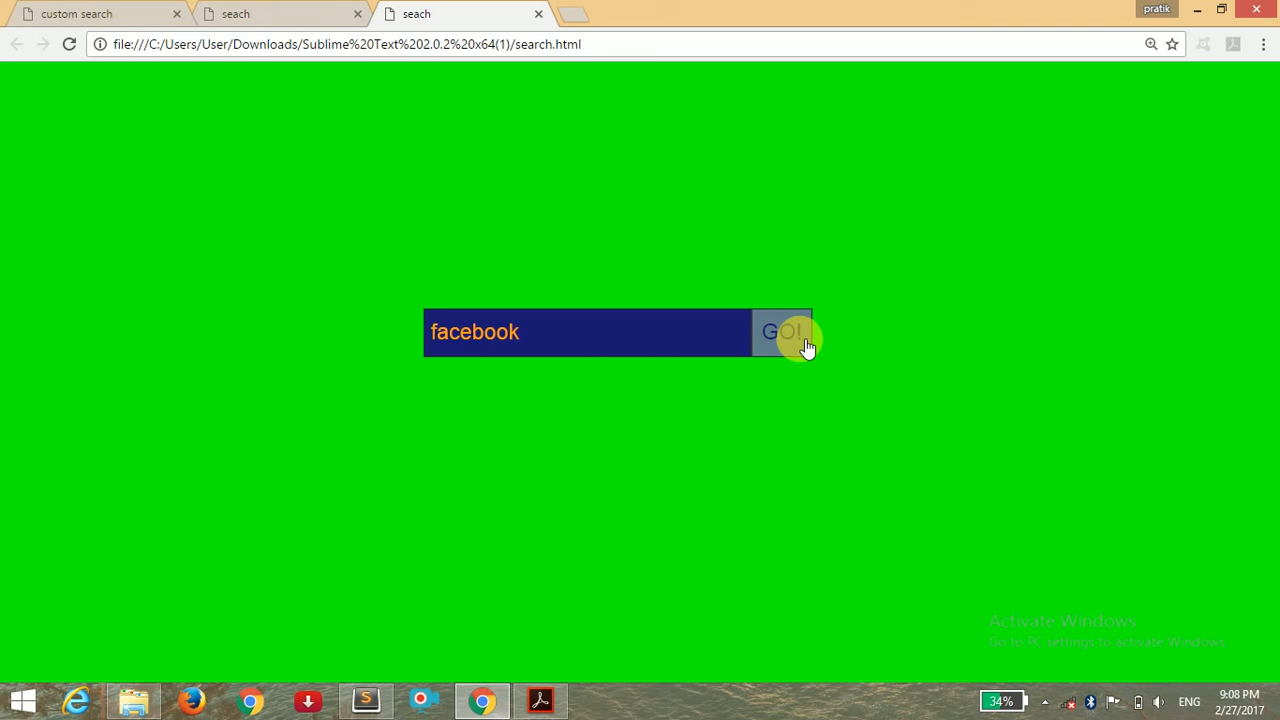 custom search
seach
seach
pratik
file:///C:/Users/User/Downloads/Sublime%20Text%202.0.2%20x64(1)/search.html
facebook
GO!
Activate Windows
Go to PC settings to activate Windows.
34%
ENG
9:08 PM
2/27/2017